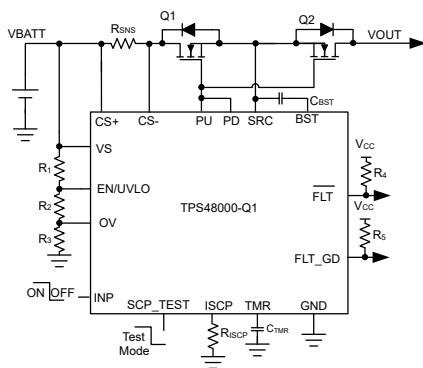 Q1 Q2
VBATT RSNS VOUT
CBST
CS+ CS- PU PD SRC BST
VS
R1
EN/UVLO
R2
OV
R3
TPS48000-Q1
VCC
R4
FLT
VCC
R5
FLT_GD
ON OFF INP
SCP_TEST ISCP TMR GND
Test
Mode
RISCP
CTMR